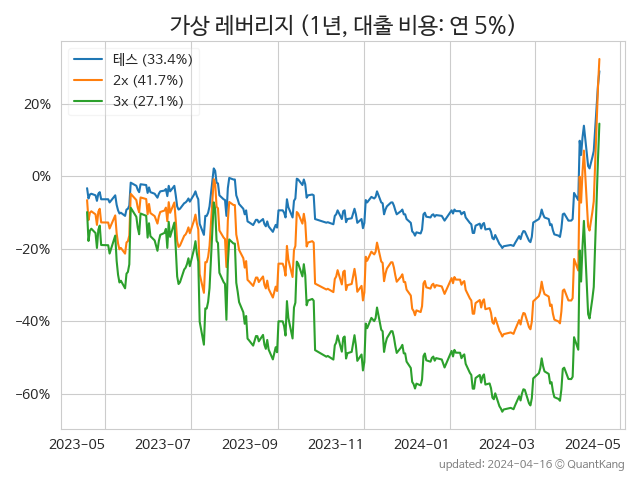 가상 레버리지 (1년, 대출 비용: 연 5%)
테스 (33.4%)
2x (41.7%)
3x (27.1%)
20%
0%
−20%
−40%
−60%
2023-05 2023-07 2023-09 2023-11 2024-01 2024-03 2024-05
updated: 2024-04-16 © QuantKang